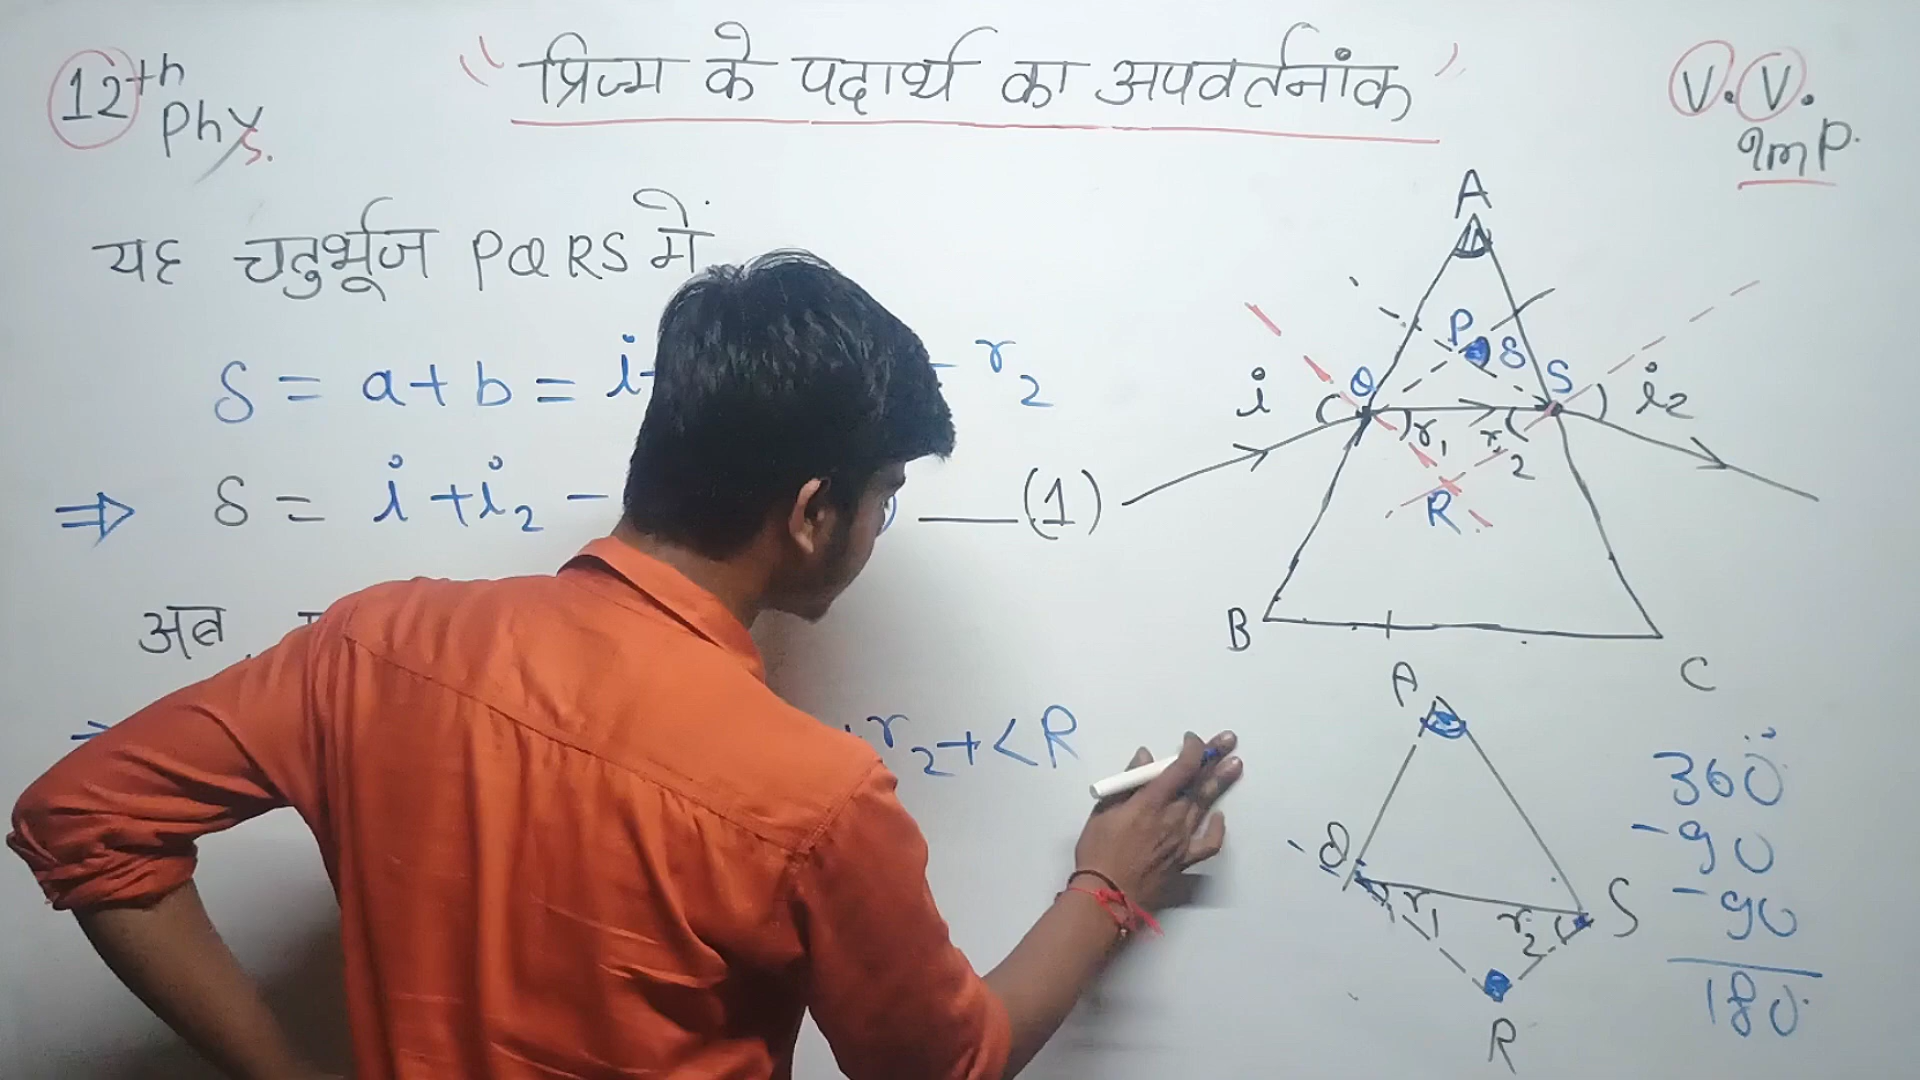 12th Phys.
"प्रिज्म के पदार्थ का अपवर्तनांक"
V.V. Imp.
यह चतुर्भूज PQRS में
δ = a + b = i - r2
⇒ δ = i + i2 - (1)
अब
r2 + <R
A
P δ
Q S
i i2
r1 r2
R
B C
A
Q S
r1 r2
R
360°
-90
-90
180°